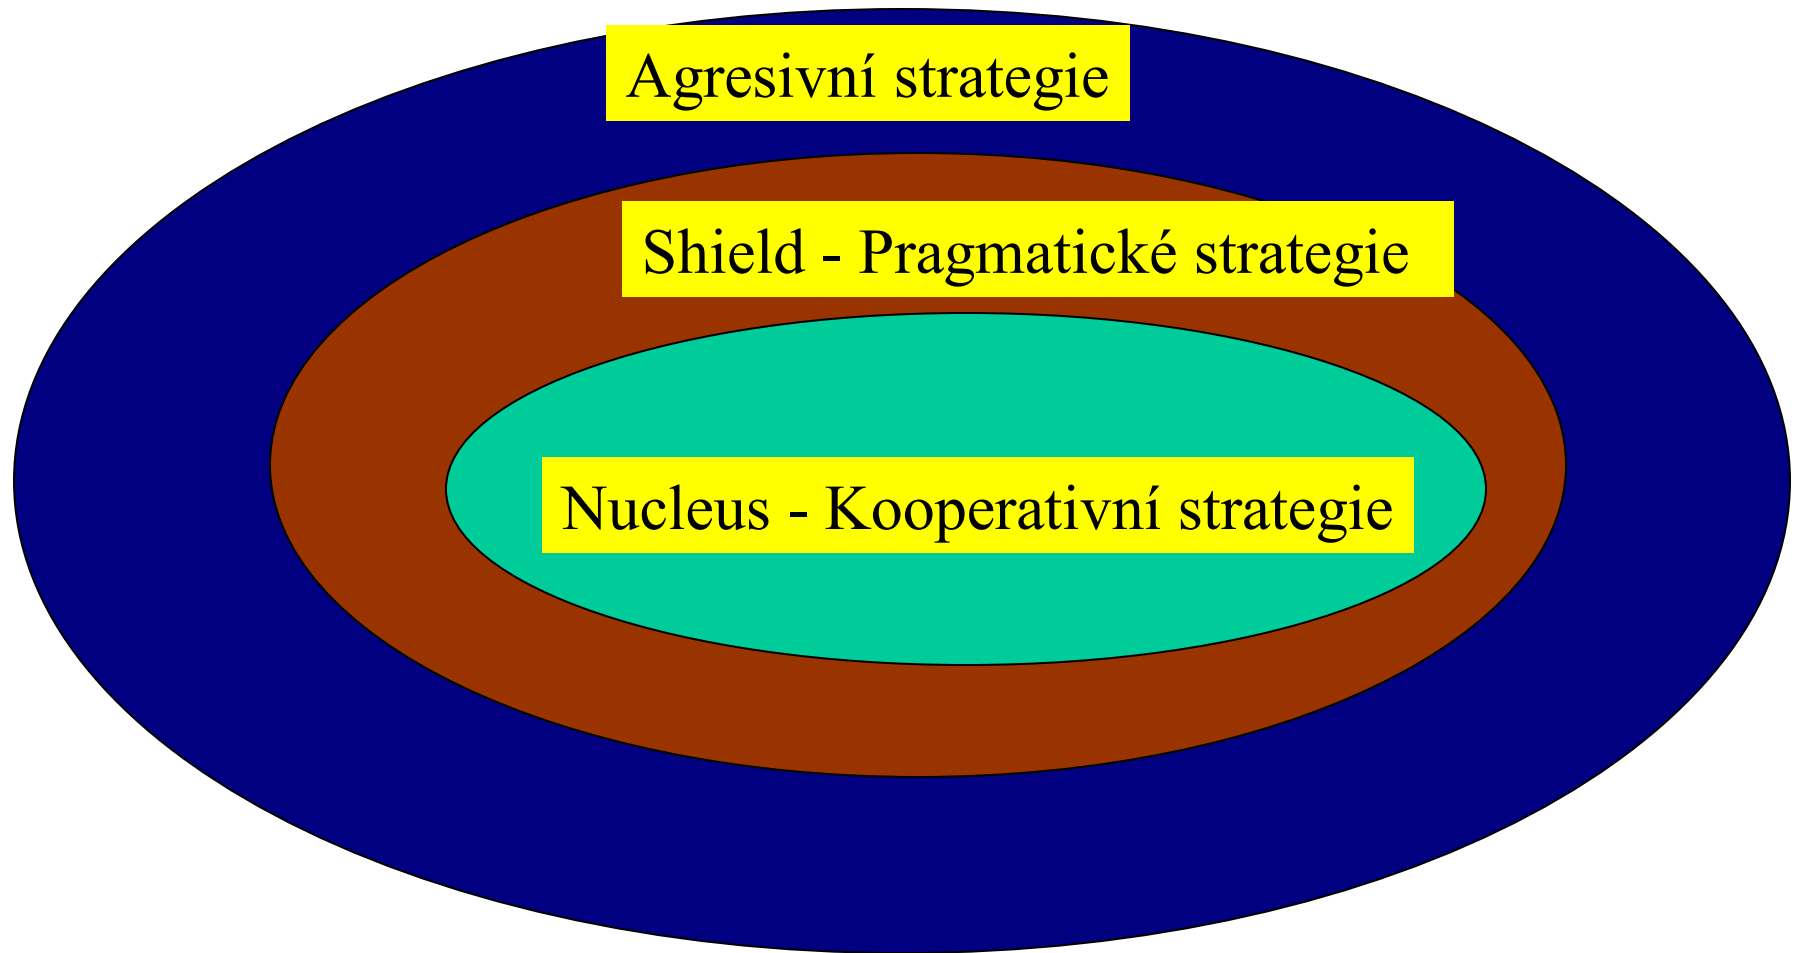 Agresivní strategie
Shield - Pragmatické strategie
Nucleus - Kooperativní strategie